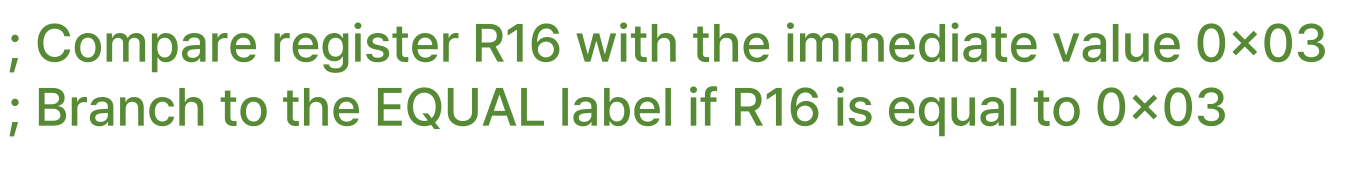 ; Compare register R16 with the immediate value 0×03
; Branch to the EQUAL label if R16 is equal to 0×03